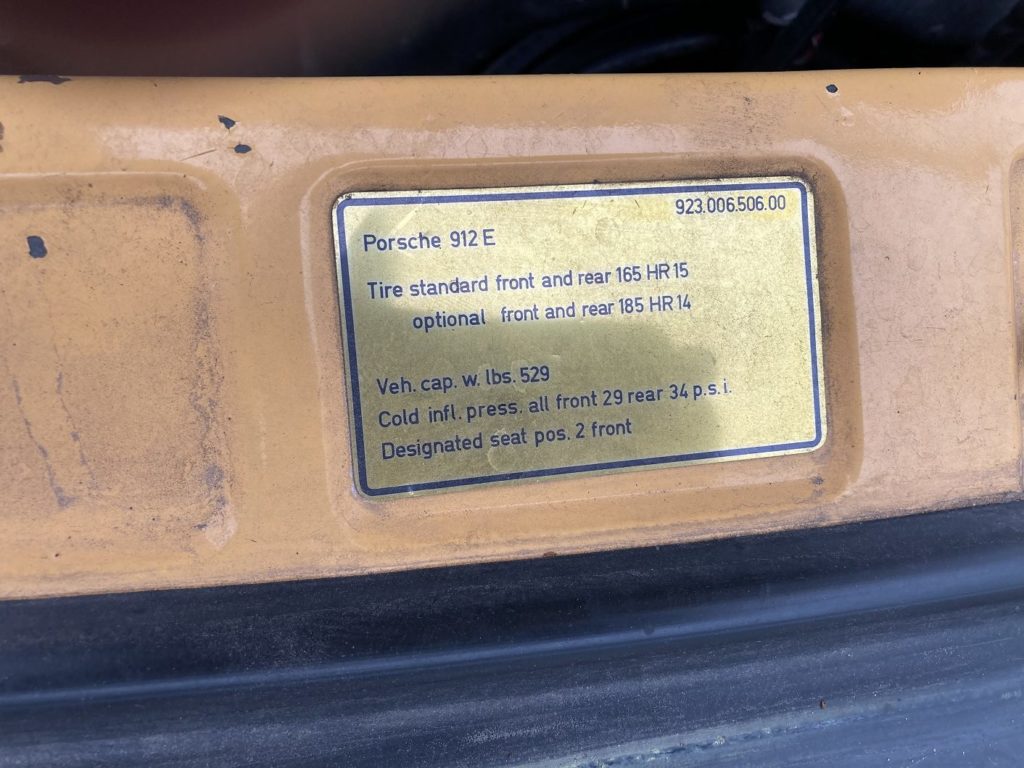 923.006.506.00
Porsche 912 E
Tire standard front and rear 165 HR 15
optional front and rear 185 HR 14
Veh. cap. w. lbs. 529
Cold infl. press. all front 29 rear 34 p.s.i.
Designated seat pos. 2 front